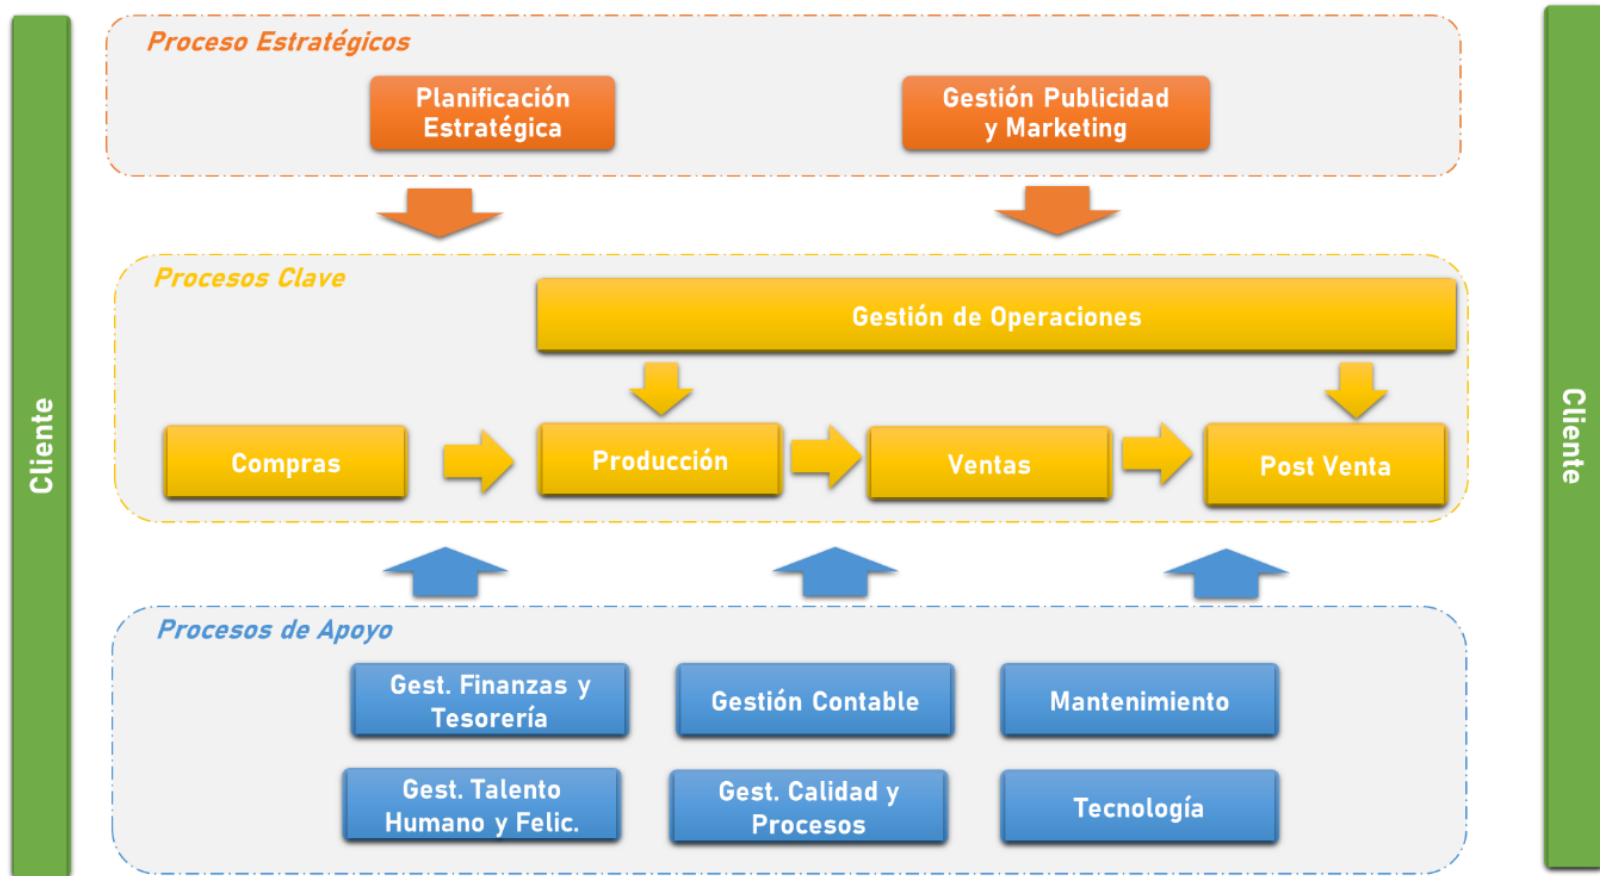 Proceso Estratégicos
Planificación
Estratégica
Gestión Publicidad
y Marketing
Procesos Clave
Gestión de Operaciones
Compras
Producción
Ventas
Post Venta
Procesos de Apoyo
Gest. Finanzas y
Tesorería
Gestión Contable
Mantenimiento
Gest. Talento
Humano y Felic.
Gest. Calidad y
Procesos
Tecnología
Cliente
Cliente